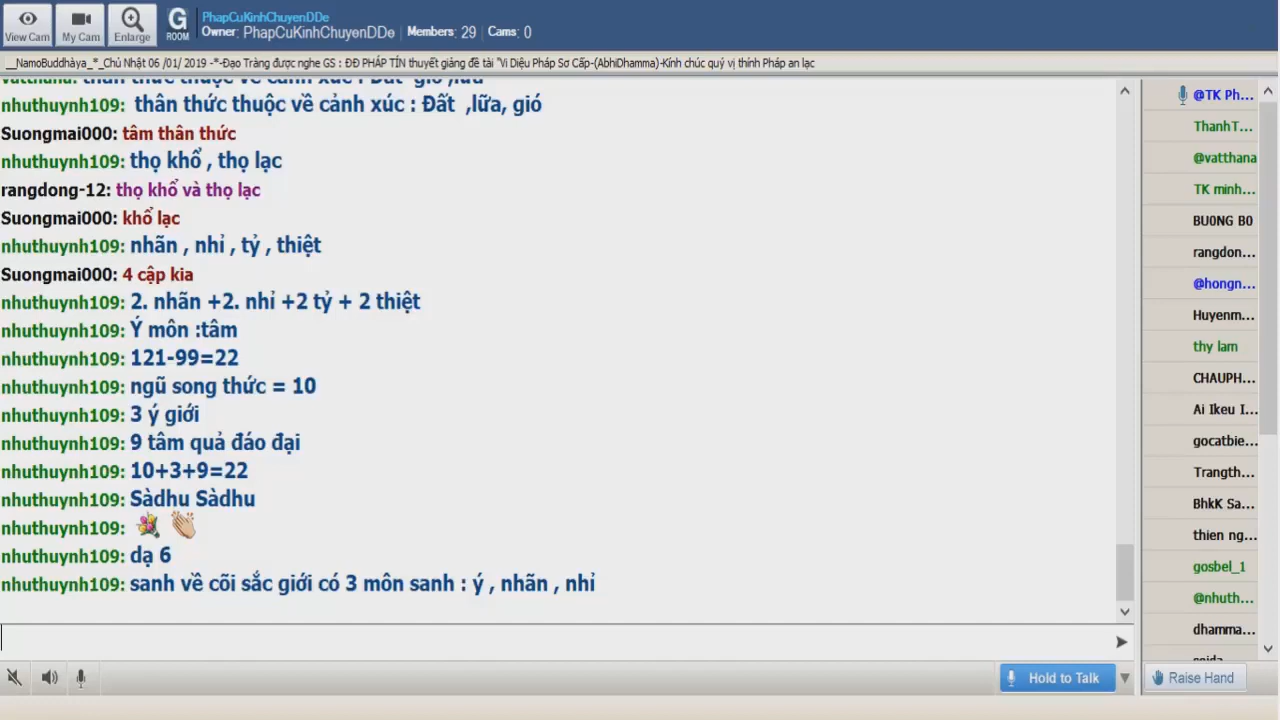 PhapCuKinhChuyenDDe
G ROOM Owner: PhapCuKinhChuyenDDe Members: 29 Cams: 0
View Cam My Cam Enlarge
__NamoBuddhàya_*_Chủ Nhật 06 /01/ 2019 -*-Đạo Tràng được nghe GS : ĐĐ PHÁP TÍN thuyết giảng đề tài "Vi Diệu Pháp Sơ Cấp-(AbhiDhamma)-Kính chúc quý vị thính Pháp an lạc
nhuthuynh109: thân thức thuộc về cảnh xúc : Đất ,lữa, gió
Suongmai000: tâm thân thức
nhuthuynh109: thọ khổ , thọ lạc
rangdong-12: thọ khổ và thọ lạc
Suongmai000: khổ lạc
nhuthuynh109: nhãn , nhỉ , tỷ , thiệt
Suongmai000: 4 cập kia
nhuthuynh109: 2. nhãn +2. nhỉ +2 tỷ + 2 thiệt
nhuthuynh109: Ý môn :tâm
nhuthuynh109: 121-99=22
nhuthuynh109: ngũ song thức = 10
nhuthuynh109: 3 ý giới
nhuthuynh109: 9 tâm quả đáo đại
nhuthuynh109: 10+3+9=22
nhuthuynh109: Sàdhu Sàdhu
nhuthuynh109:
nhuthuynh109: dạ 6
nhuthuynh109: sanh về cõi sắc giới có 3 môn sanh : ý , nhãn , nhỉ
@TK Ph...
ThanhT...
@vatthana
TK minh...
BU0NG B0
rangdon...
@hongn...
Huyenm...
thy lam
CHAUPH...
Ai Ikeu I...
gocatbie...
Trangth...
BhkK Sa...
thien ng...
gosbel_1
@nhuth...
dhamma...
Hold to Talk
Raise Hand